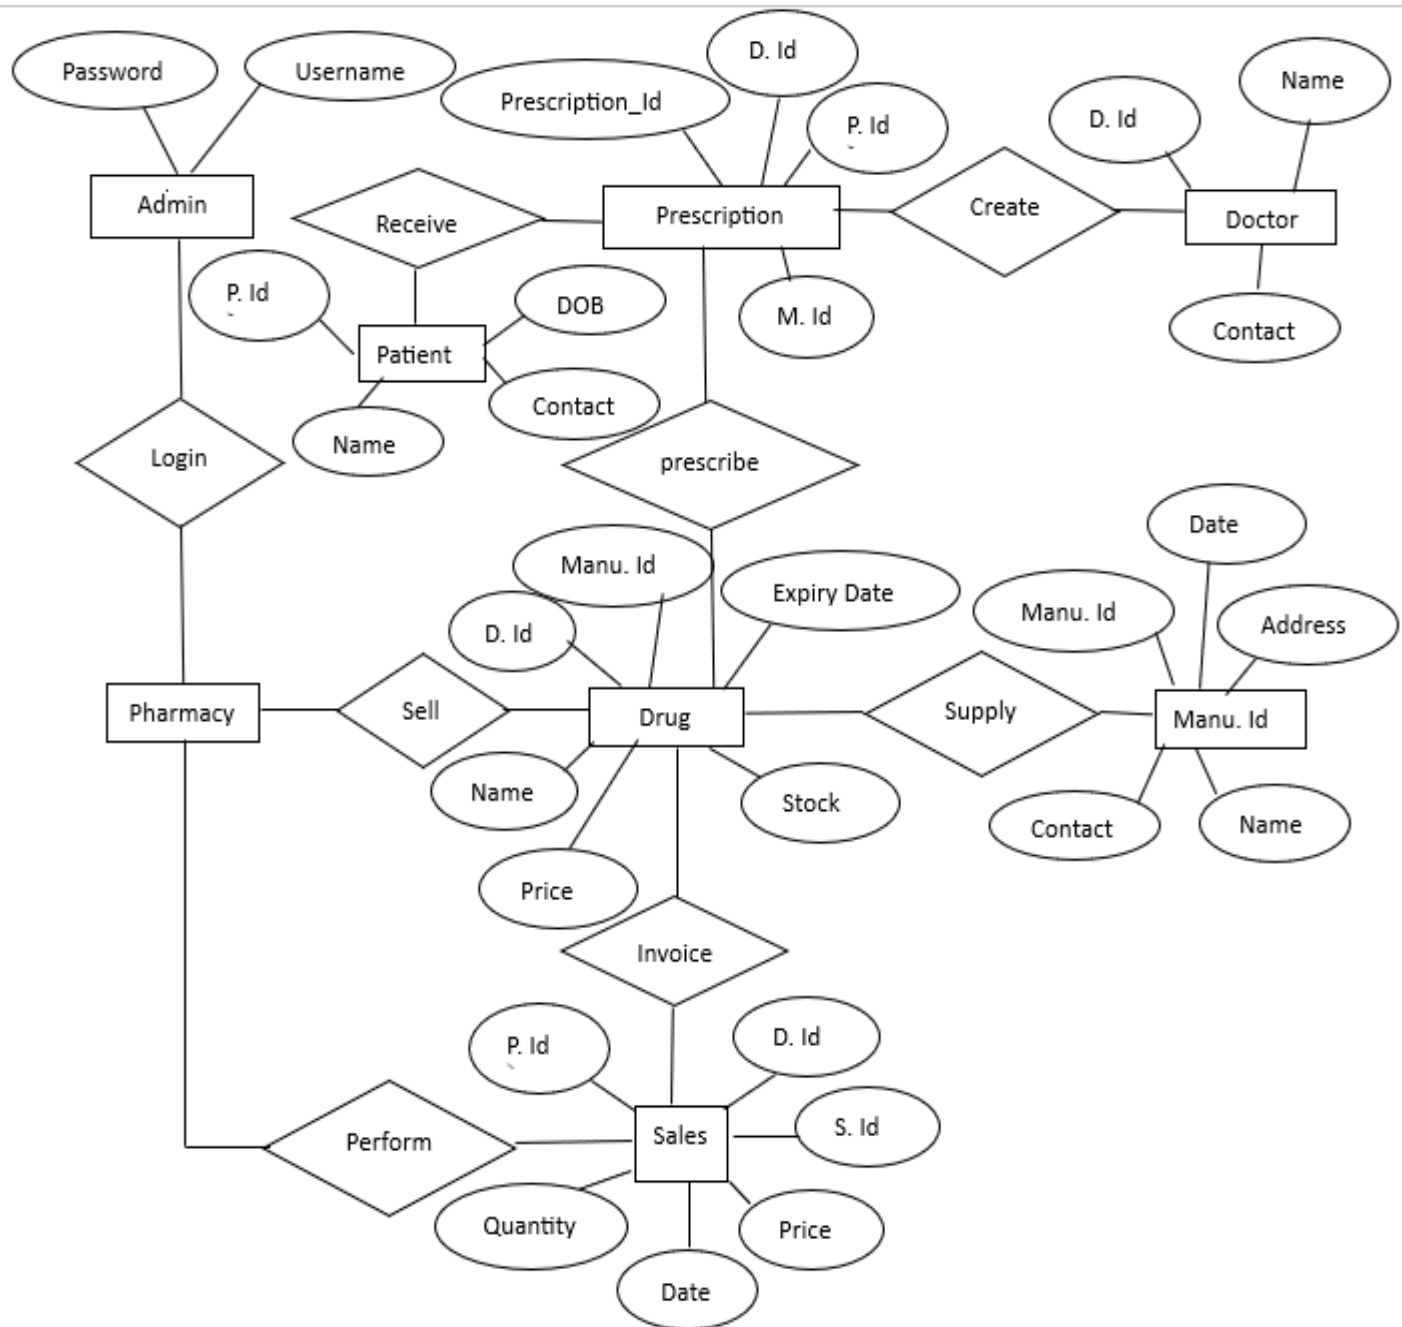 D. Id
Password
Username
Prescription_Id
Name
P. Id
D. Id
Admin
Receive
Prescription
Create
Doctor
P. Id
DOB
M. Id
Contact
Patient
Contact
Name
Login
prescribe
Date
Manu. Id
Expiry Date
Manu. Id
Address
D. Id
Pharmacy
Sell
Drug
Supply
Manu. Id
Name
Stock
Contact
Name
Price
Invoice
P. Id
D. Id
Perform
Sales
S. Id
Quantity
Price
Date